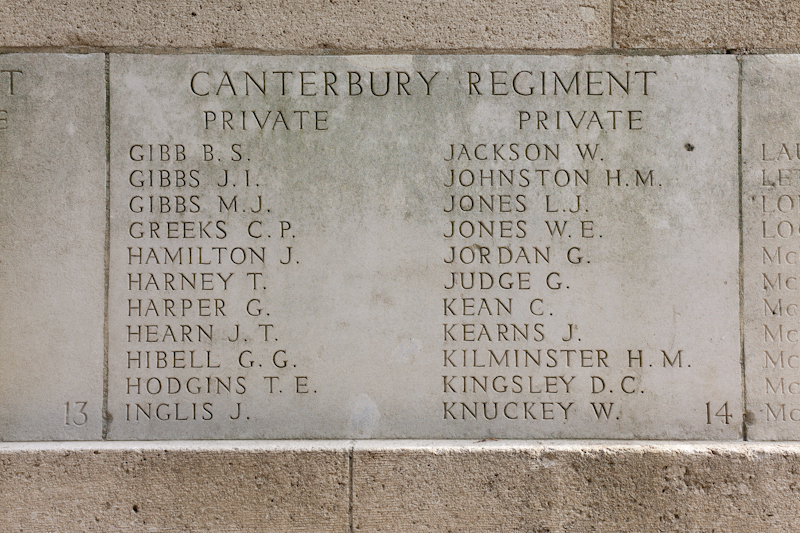 CANTERBURY REGIMENT
PRIVATE
GIBB B. S.
GIBBS J. I.
GIBBS M. J.
GREEKS C. P.
HAMILTON J.
HARNEY T.
HARPER G.
HEARN J. T.
HIBELL G. G.
HODGINS T. E.
INGLIS J.
PRIVATE
JACKSON W.
JOHNSTON H. M.
JONES L. J.
JONES W. E.
JORDAN G.
JUDGE G.
KEAN C.
KEARNS J.
KILMINSTER H. M.
KINGSLEY D. C.
KNUCKEY W.
13
14